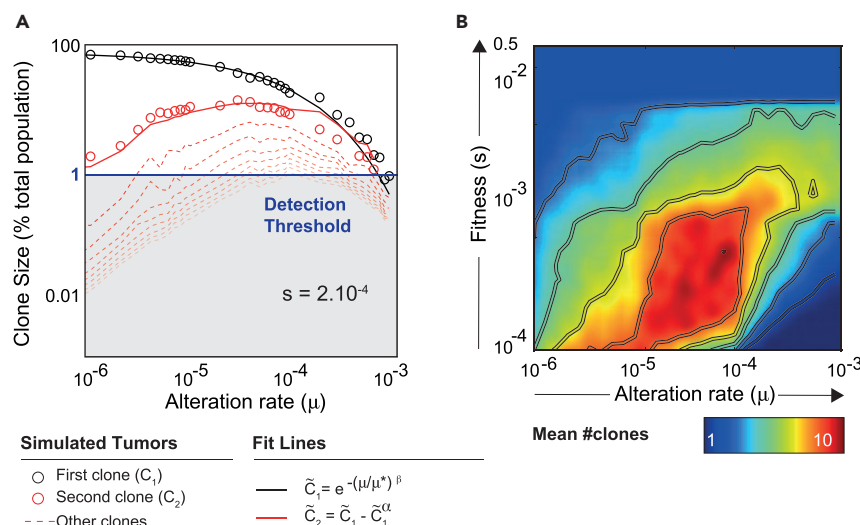 A
100
1
0.01
Clone Size (% total population)
Detection
Threshold
s = 2.10-4
10-6
10-5
10-4
10-3
Alteration rate (μ)
Simulated Tumors
First clone (C1)
Second clone (C2)
Other clones
Fit Lines
C̃1= e -(μ/μ*) β
C̃2 = C̃1 - C̃1α
B
0.5
10-2
10-3
10-4
Fitness (s)
10-6
10-5
10-4
10-3
Alteration rate (μ)
Mean #clones
1
10